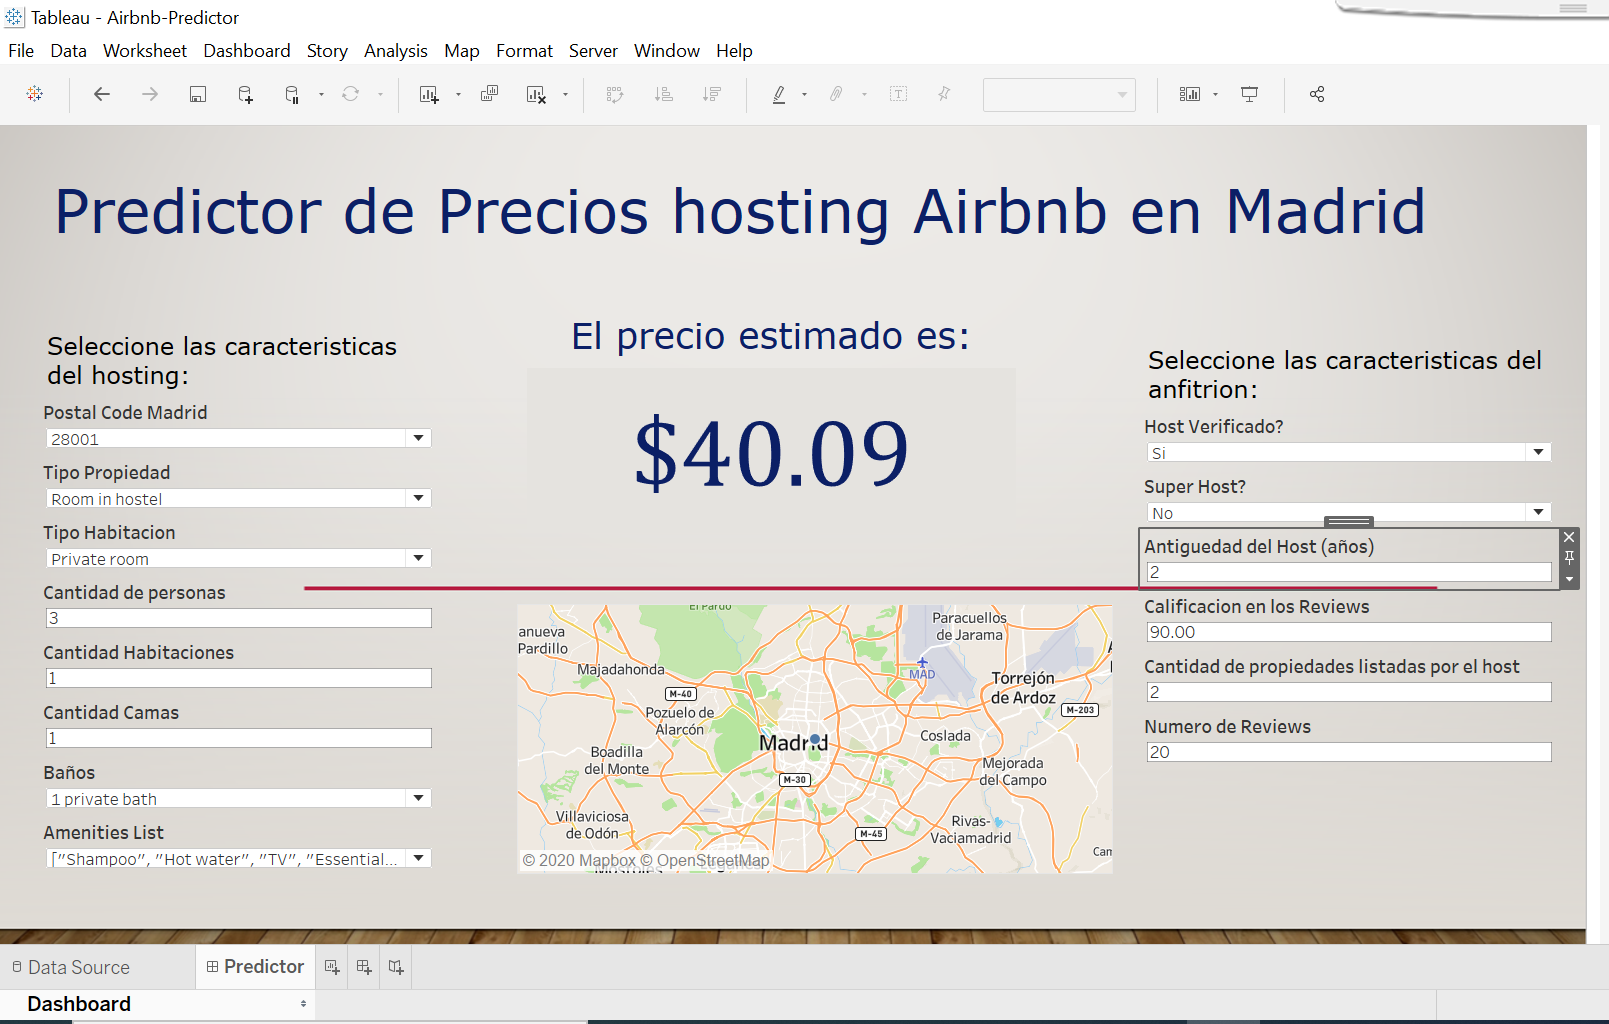 Tableau - Airbnb-Predictor
File Data Worksheet Dashboard Story Analysis Map Format Server Window Help
Predictor de Precios hosting Airbnb en Madrid
Seleccione las caracteristicas
del hosting:
Postal Code Madrid
28001
Tipo Propiedad
Room in hostel
Tipo Habitacion
Private room
Cantidad de personas
3
Cantidad Habitaciones
1
Cantidad Camas
1
Baños
1 private bath
Amenities List
["Shampoo", "Hot water", "TV", "Essential...
El precio estimado es:
$40.09
El Pardo
anueva
Pardillo
Majadahonda
M-40
Pozuelo de
Alarcón
Boadilla
del Monte
Villaviciosa
de Odón
Madrid
M-30
M-45
Paracuellos
de Jarama
MAD
Torrejón
de Ardoz
M-203
Coslada
Mejorada
del Campo
Rivas-
Vaciamadrid
© 2020 Mapbox © OpenStreetMap
Seleccione las caracteristicas del
anfitrion:
Host Verificado?
Si
Super Host?
No
Antiguedad del Host (años)
2
Calificacion en los Reviews
90.00
Cantidad de propiedades listadas por el host
2
Numero de Reviews
20
Data Source
Predictor
Dashboard